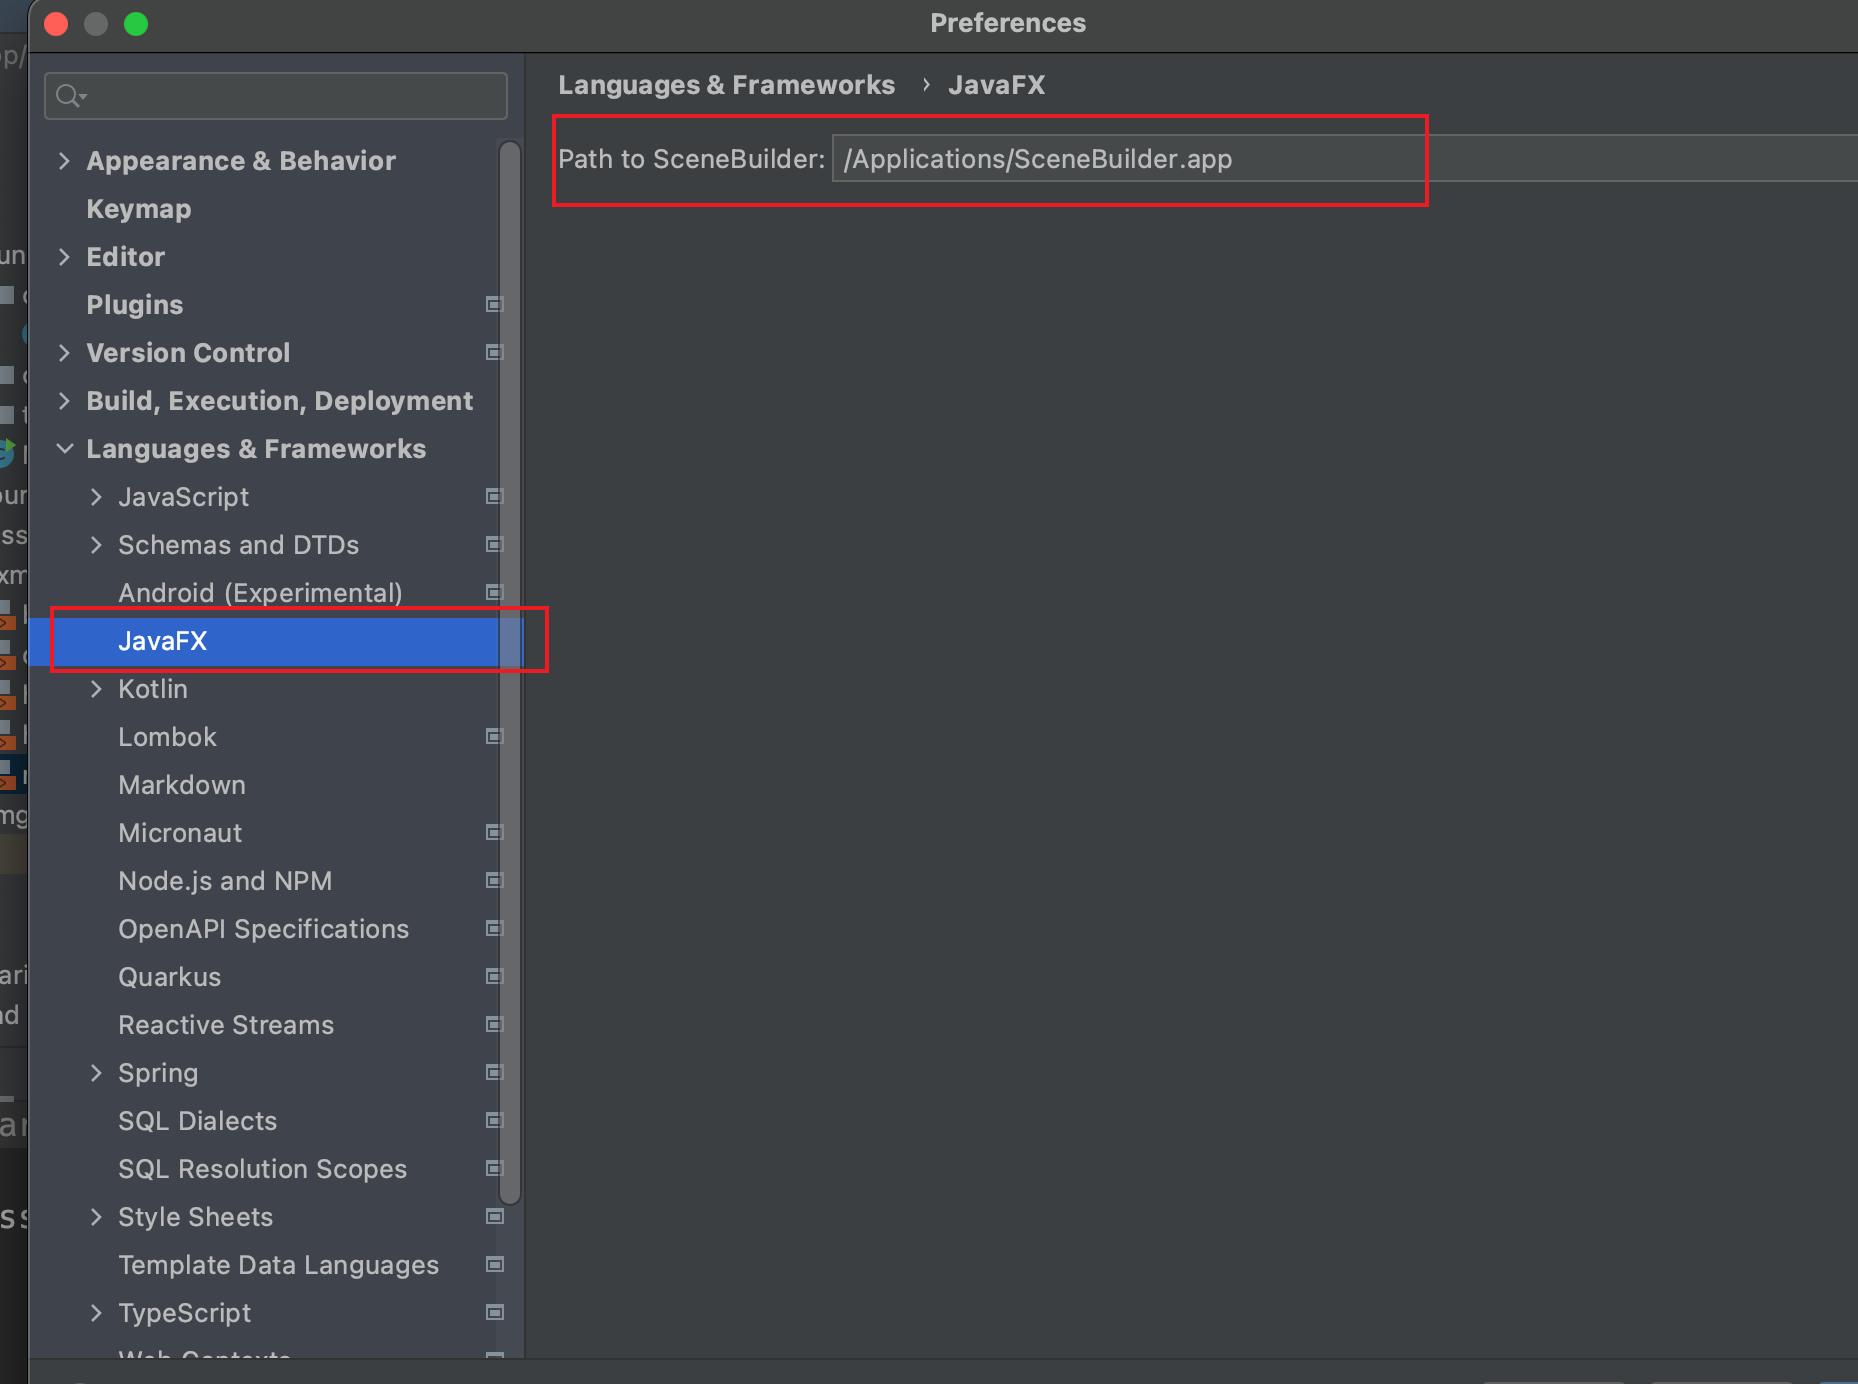 Preferences
Languages & Frameworks › JavaFX
Path to SceneBuilder: /Applications/SceneBuilder.app
Appearance & Behavior
Keymap
Editor
Plugins
Version Control
Build, Execution, Deployment
Languages & Frameworks
JavaScript
Schemas and DTDs
Android (Experimental)
JavaFX
Kotlin
Lombok
Markdown
Micronaut
Node.js and NPM
OpenAPI Specifications
Quarkus
Reactive Streams
Spring
SQL Dialects
SQL Resolution Scopes
Style Sheets
Template Data Languages
TypeScript
Web Contexts